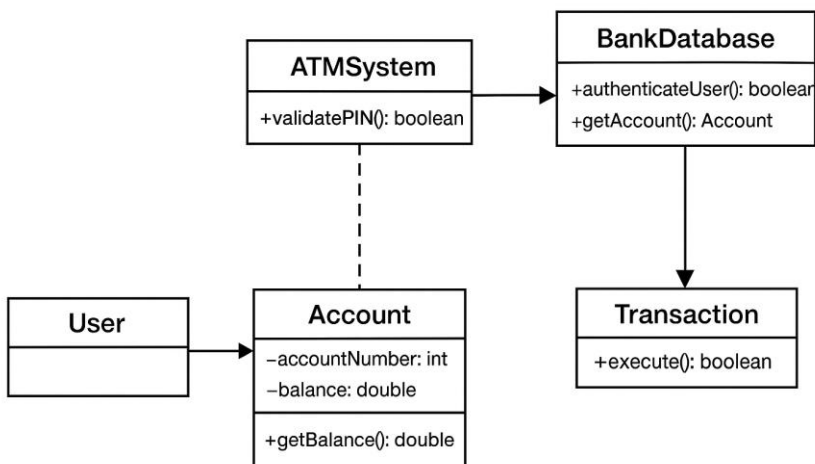 ATMSystem
+validatePIN(): boolean
BankDatabase
+authenticateUser(): boolean
+getAccount(): Account
User
Account
–accountNumber: int
–balance: double
+getBalance(): double
Transaction
+execute(): boolean